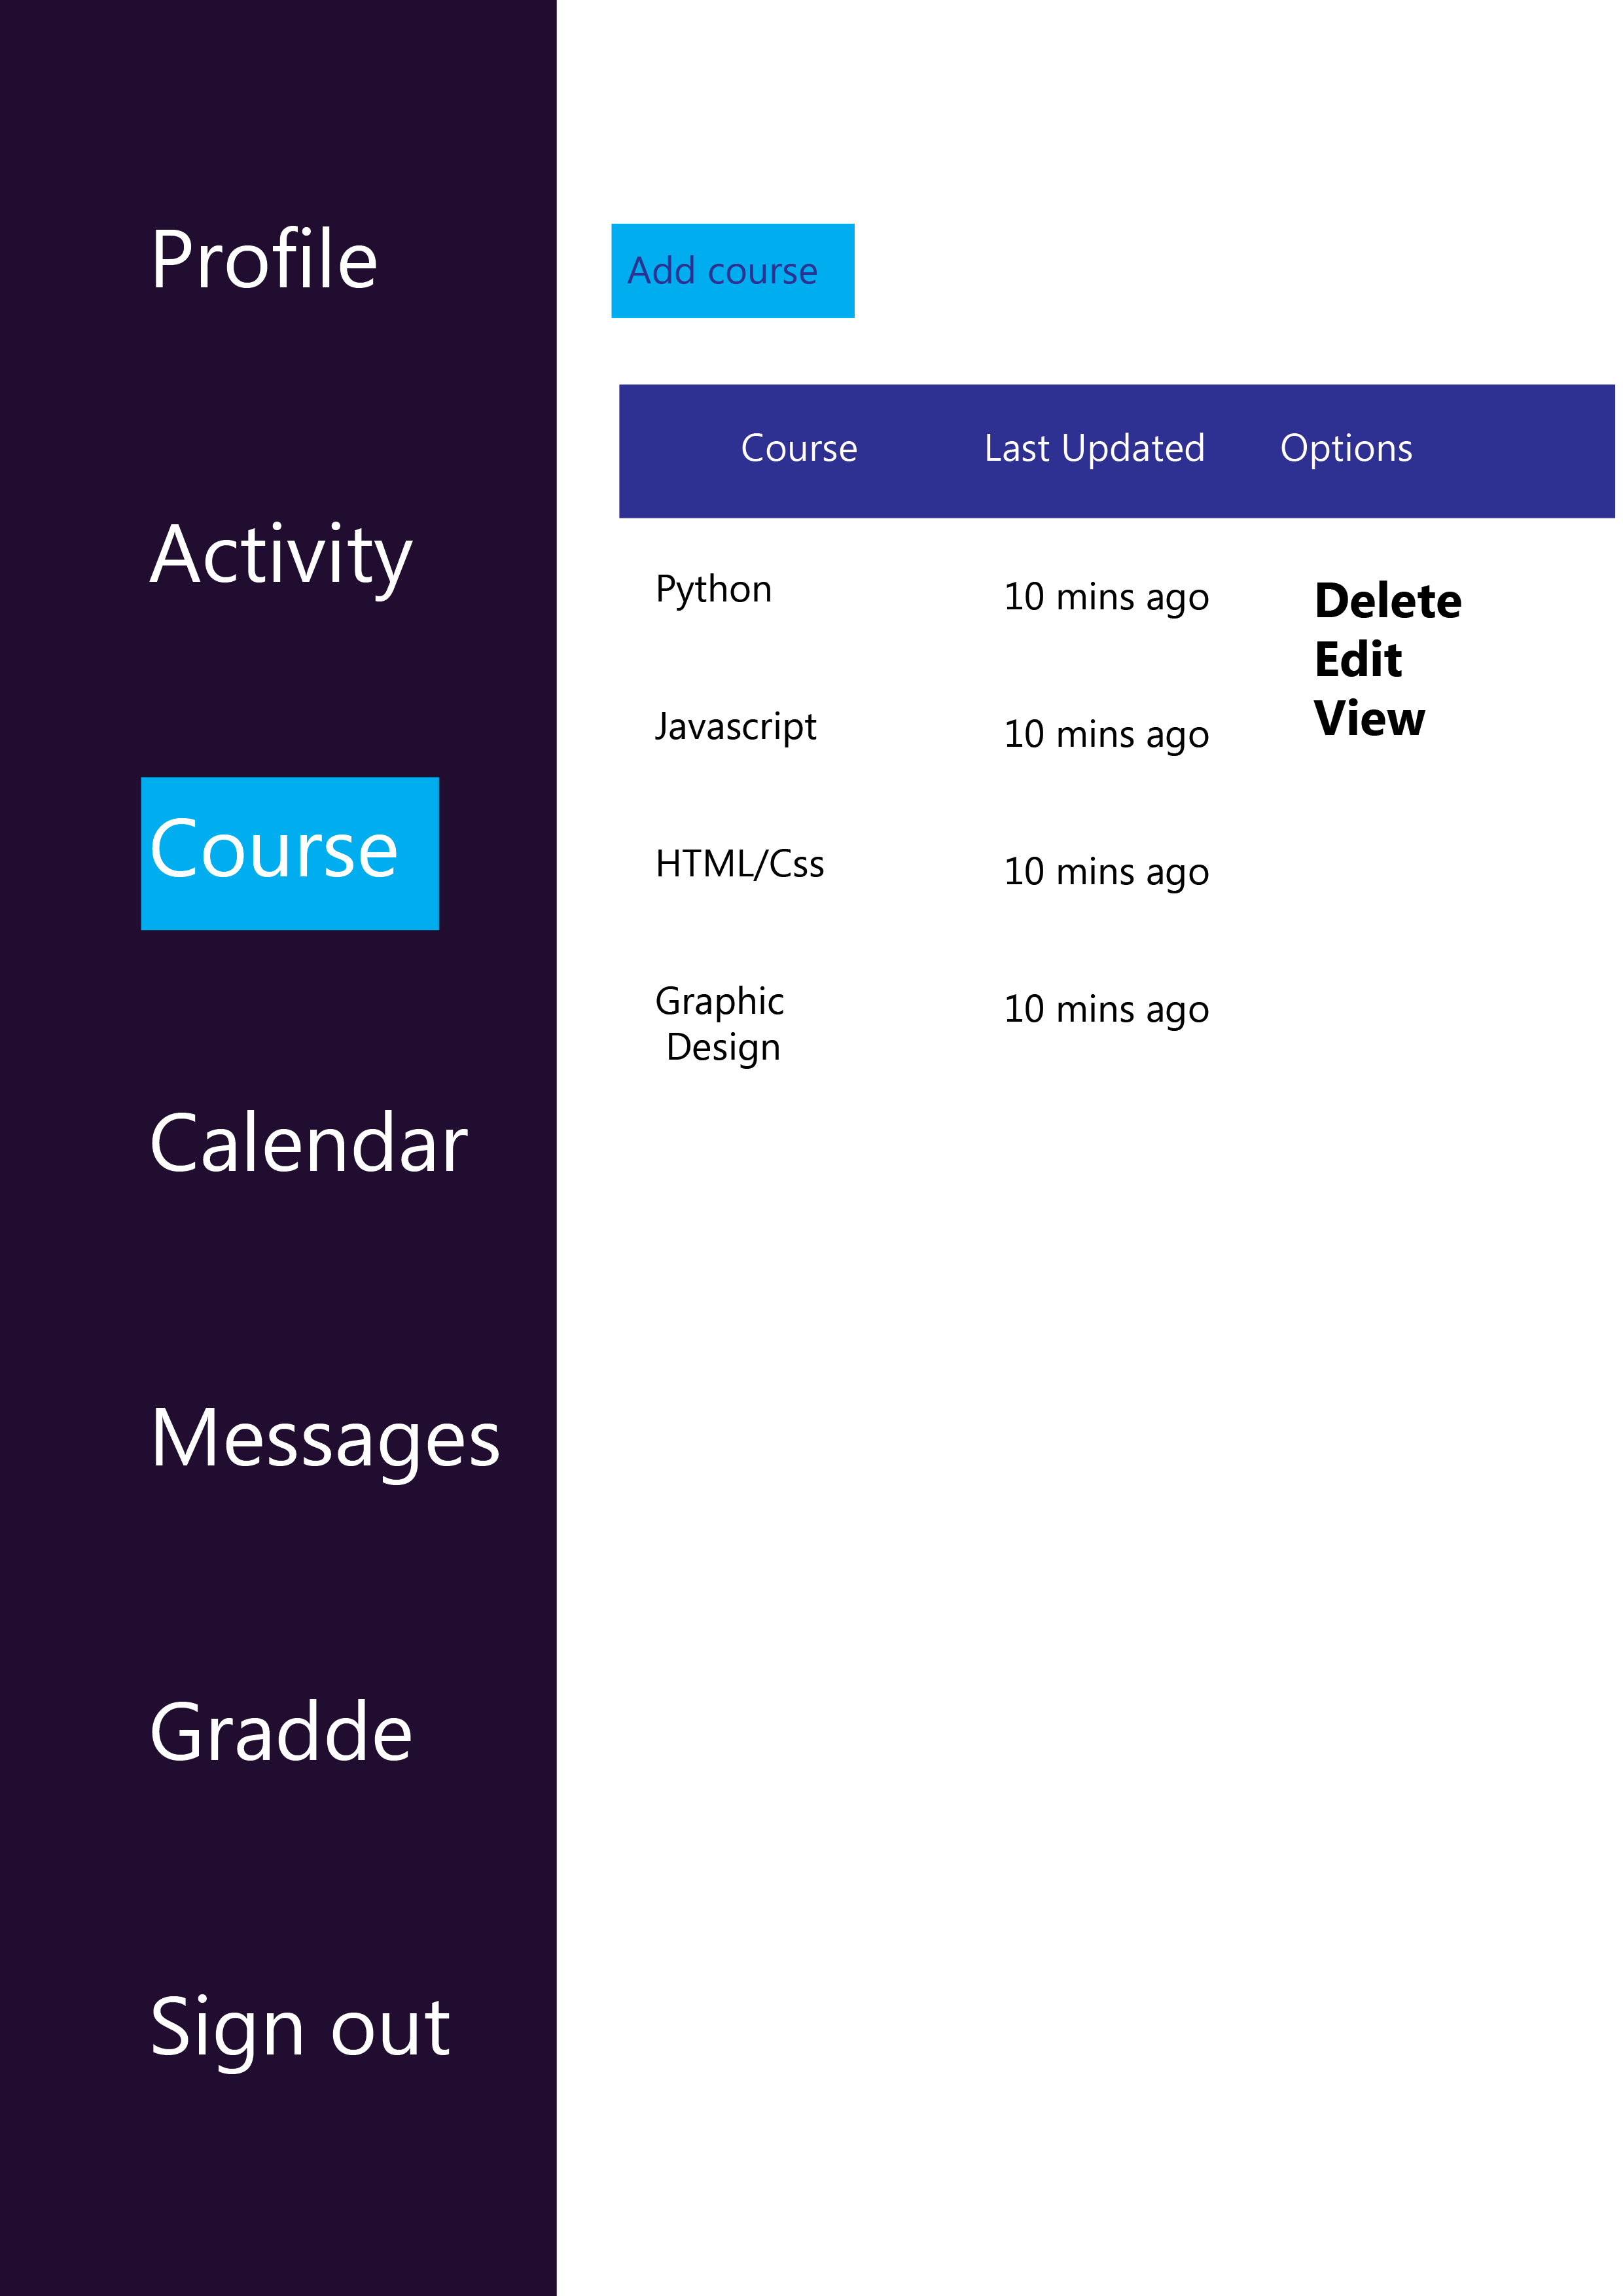 Profile
Activity
Course
Calendar
Messages
Gradde
Sign out
Add course
Course Last Updated Options
Python 10 mins ago Delete
Edit
View
Javascript 10 mins ago
HTML/Css 10 mins ago
Graphic 10 mins ago
Design